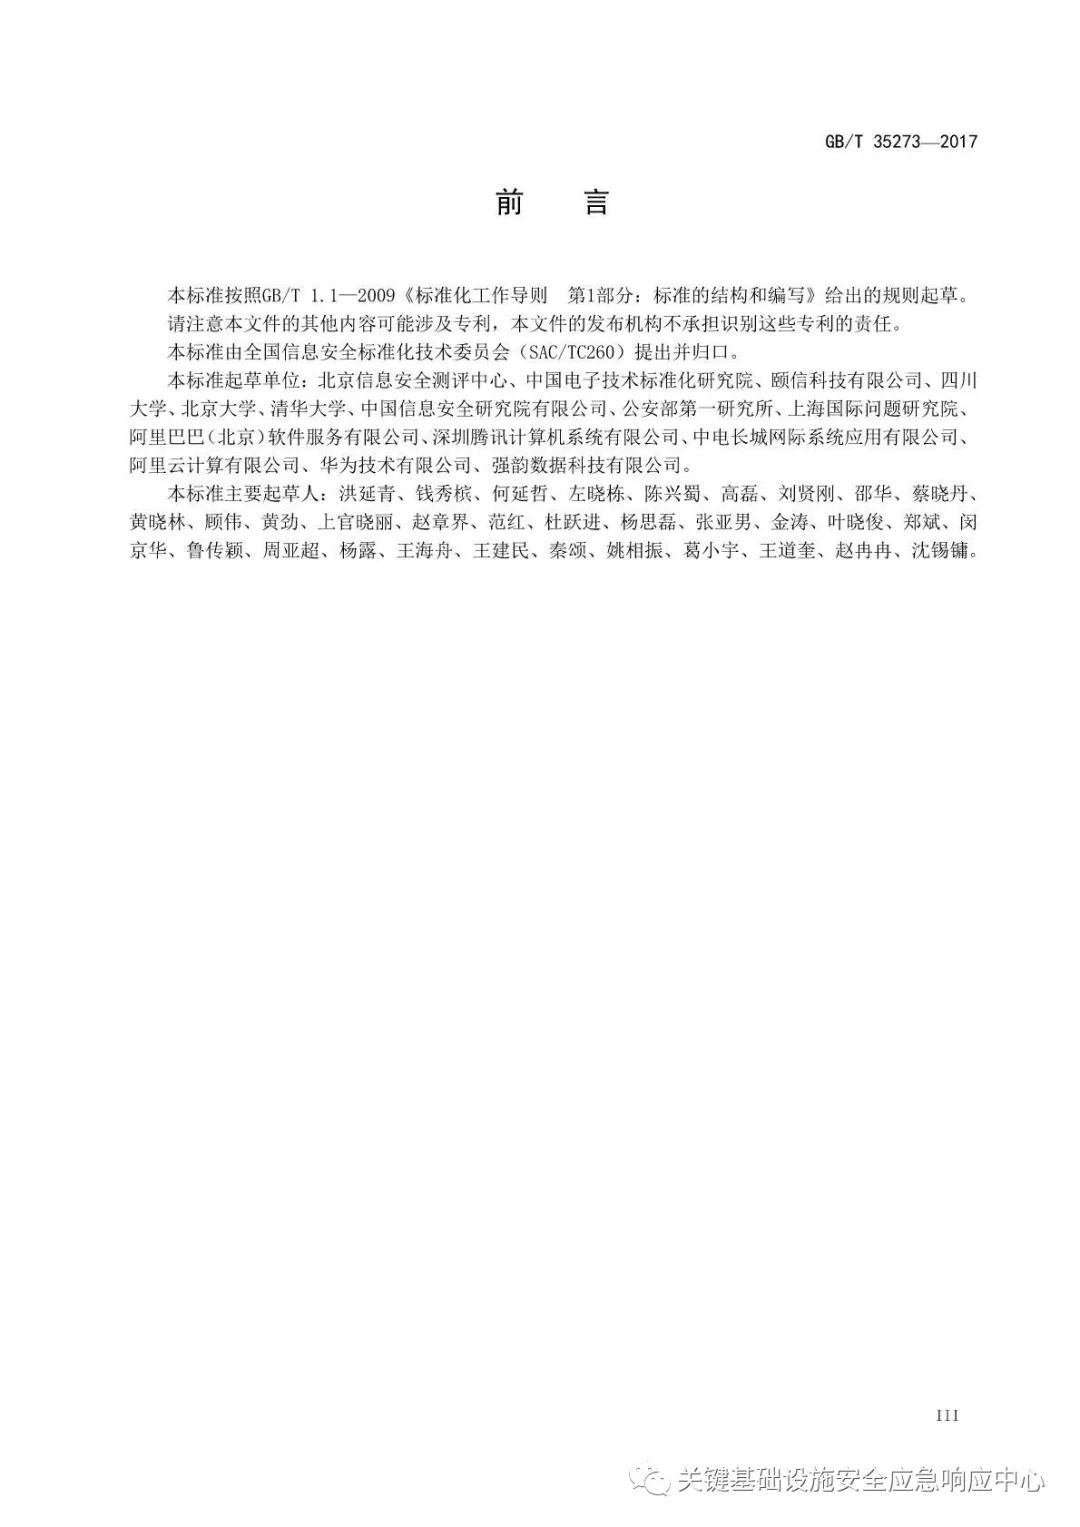 GB/T 35273—2017
前　言
本标准按照GB/T 1.1—2009《标准化工作导则　第1部分：标准的结构和编写》给出的规则起草。
请注意本文件的其他内容可能涉及专利，本文件的发布机构不承担识别这些专利的责任。
本标准由全国信息安全标准化技术委员会（SAC/TC260）提出并归口。
本标准起草单位：北京信息安全测评中心、中国电子技术标准化研究院、颐信科技有限公司、四川
大学、北京大学、清华大学、中国信息安全研究院有限公司、公安部第一研究所、上海国际问题研究院、
阿里巴巴（北京）软件服务有限公司、深圳腾讯计算机系统有限公司、中电长城网际系统应用有限公司、
阿里云计算有限公司、华为技术有限公司、强韵数据科技有限公司。
本标准主要起草人：洪延青、钱秀槟、何延哲、左晓栋、陈兴蜀、高磊、刘贤刚、邵华、蔡晓丹、
黄晓林、顾伟、黄劲、上官晓丽、赵章界、范红、杜跃进、杨思磊、张亚男、金涛、叶晓俊、郑斌、闵
京华、鲁传颖、周亚超、杨露、王海舟、王建民、秦颂、姚相振、葛小宇、王道奎、赵冉冉、沈锡镛。
III
关键基础设施安全应急响应中心